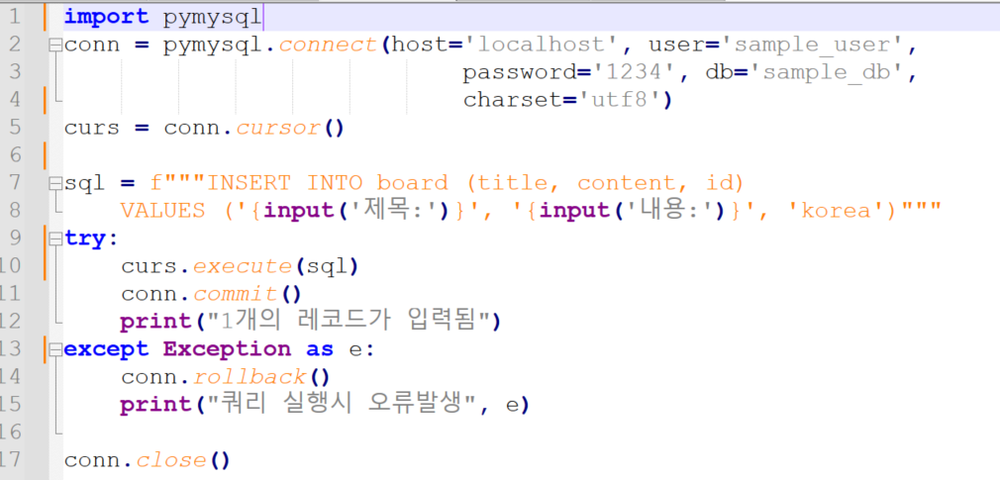 1 import pymysql
2 conn = pymysql.connect(host='localhost', user='sample_user',
3 password='1234', db='sample_db',
4 charset='utf8')
5 curs = conn.cursor()
6
7 sql = f"""INSERT INTO board (title, content, id)
8 VALUES ('{input('제목:')}', '{input('내용:')}', 'korea')"""
9 try:
10 curs.execute(sql)
11 conn.commit()
12 print("1개의 레코드가 입력됨")
13 except Exception as e:
14 conn.rollback()
15 print("쿼리 실행시 오류발생", e)
16
17 conn.close()